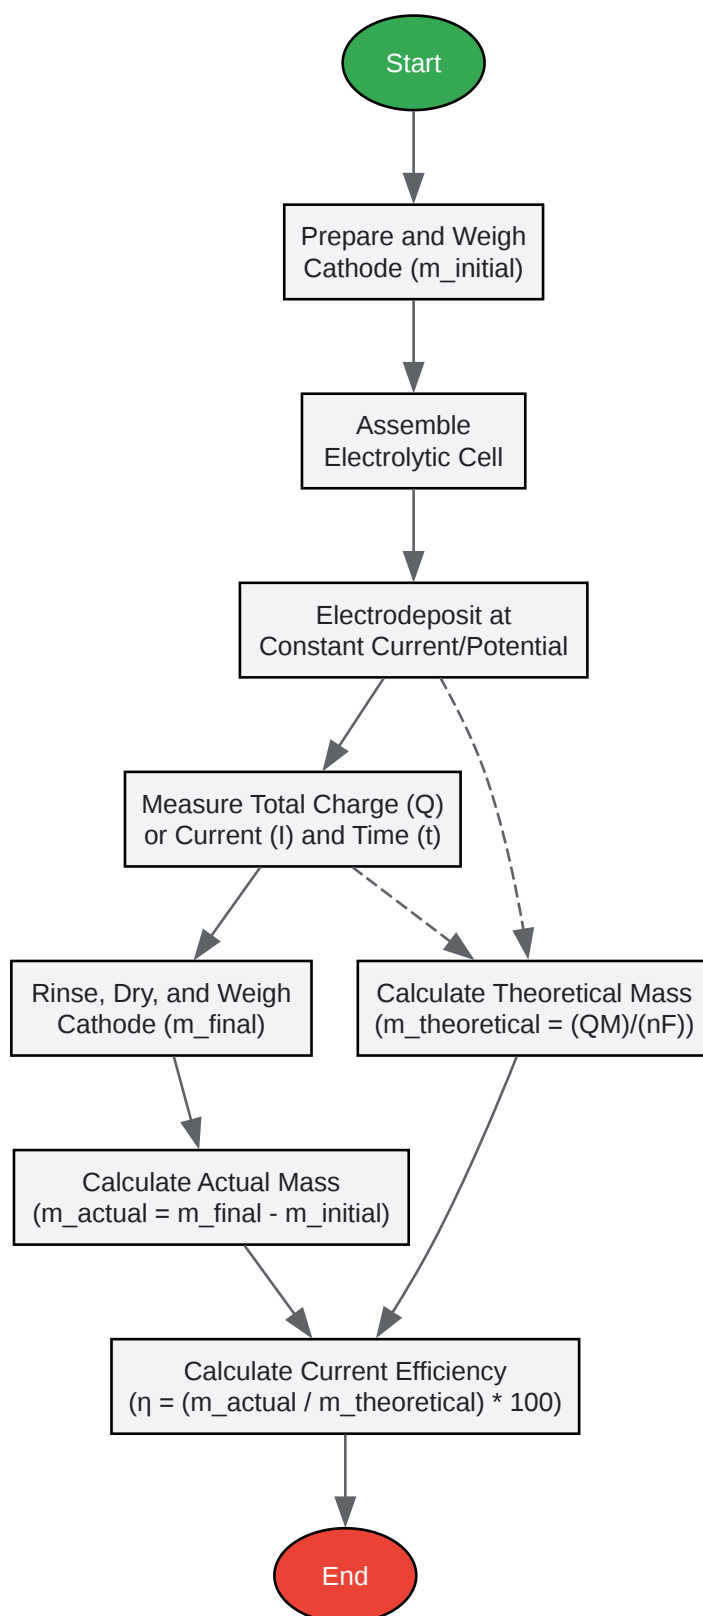 Start
Prepare and Weigh
Cathode (m_initial)
Assemble
Electrolytic Cell
Electrodeposit at
Constant Current/Potential
Measure Total Charge (Q)
or Current (I) and Time (t)
Rinse, Dry, and Weigh
Cathode (m_final)
Calculate Theoretical Mass
(m_theoretical = (QM)/(nF))
Calculate Actual Mass
(m_actual = m_final - m_initial)
Calculate Current Efficiency
(η = (m_actual / m_theoretical) * 100)
End